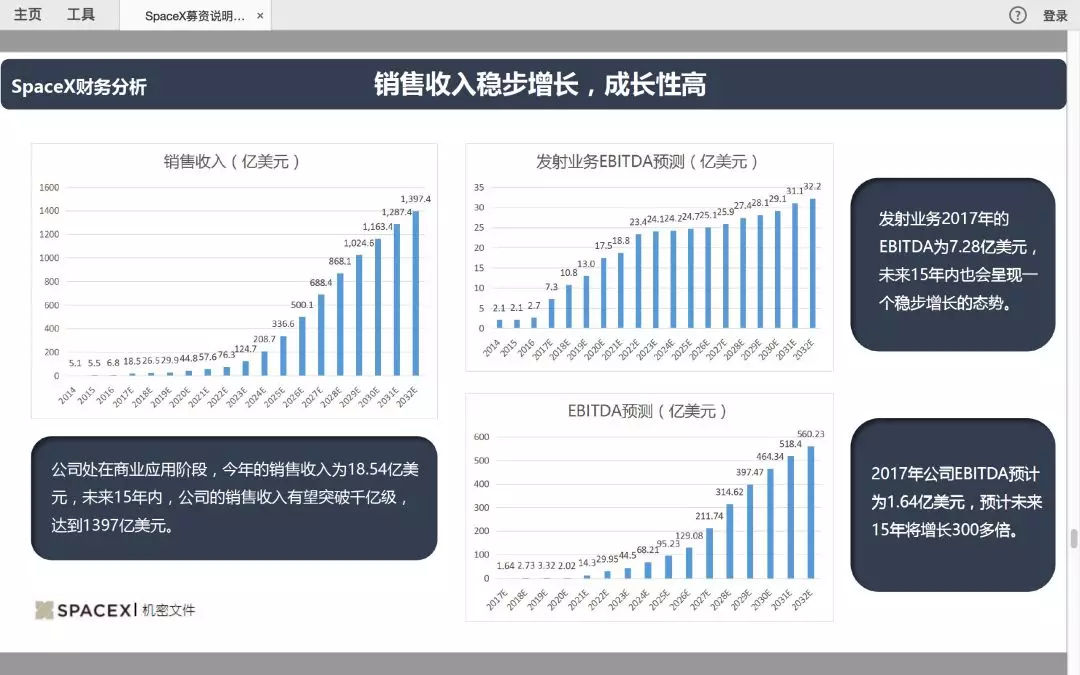 主页 工具 SpaceX募资说明... × ? 登录
SpaceX财务分析
销售收入稳步增长，成长性高
销售收入（亿美元）
1600
1400
1200
1000
800
600
400
200
0
5.1 5.5 6.8 18.5 26.5 29.9 44.8 57.6 76.3 124.7 208.7 336.6 500.1 688.4 868.1 1,024.6 1,163.4 1,287.4 1,397.4
2014 2015 2016 2017E 2018E 2019E 2020E 2021E 2022E 2023E 2024E 2025E 2026E 2027E 2028E 2029E 2030E 2031E 2032E
公司处在商业应用阶段，今年的销售收入为18.54亿美
元，未来15年内，公司的销售收入有望突破千亿级，
达到1397亿美元。
发射业务EBITDA预测（亿美元）
35
30
25
20
15
10
5
0
2.1 2.1 2.7 7.3 10.8 13.0 17.5 18.8 23.4 24.1 24.2 24.7 25.1 25.9 27.4 28.1 29.1 31.1 32.2
2014 2015 2016 2017E 2018E 2019E 2020E 2021E 2022E 2023E 2024E 2025E 2026E 2027E 2028E 2029E 2030E 2031E 2032E
发射业务2017年的
EBITDA为7.28亿美元，
未来15年内也会呈现一
个稳步增长的态势。
EBITDA预测（亿美元）
600
500
400
300
200
100
0
1.64 2.73 3.32 2.02 14.3 29.95 44.5 68.21 95.23 129.08 211.74 314.62 397.47 464.34 518.4 560.23
2017E 2018E 2019E 2020E 2021E 2022E 2023E 2024E 2025E 2026E 2027E 2028E 2029E 2030E 2031E 2032E
2017年公司EBITDA预计
为1.64亿美元，预计未来
15年将增长300多倍。
SPACEX| 机密文件